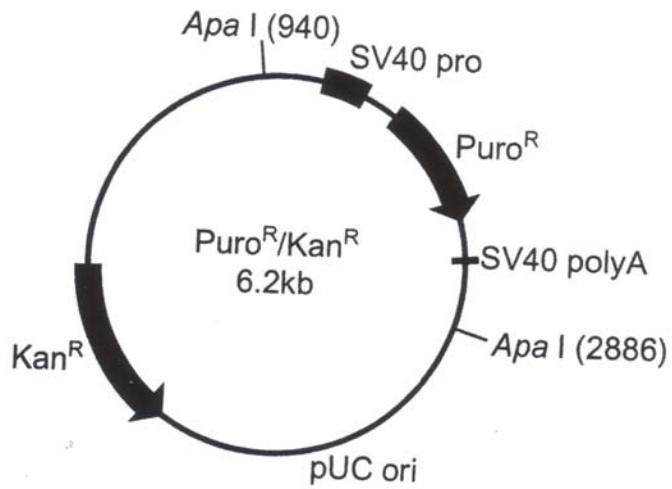 Apa I (940)
SV40 pro
Puro^R
Puro^R/Kan^R
6.2kb
SV40 polyA
Apa I (2886)
Kan^R
pUC ori